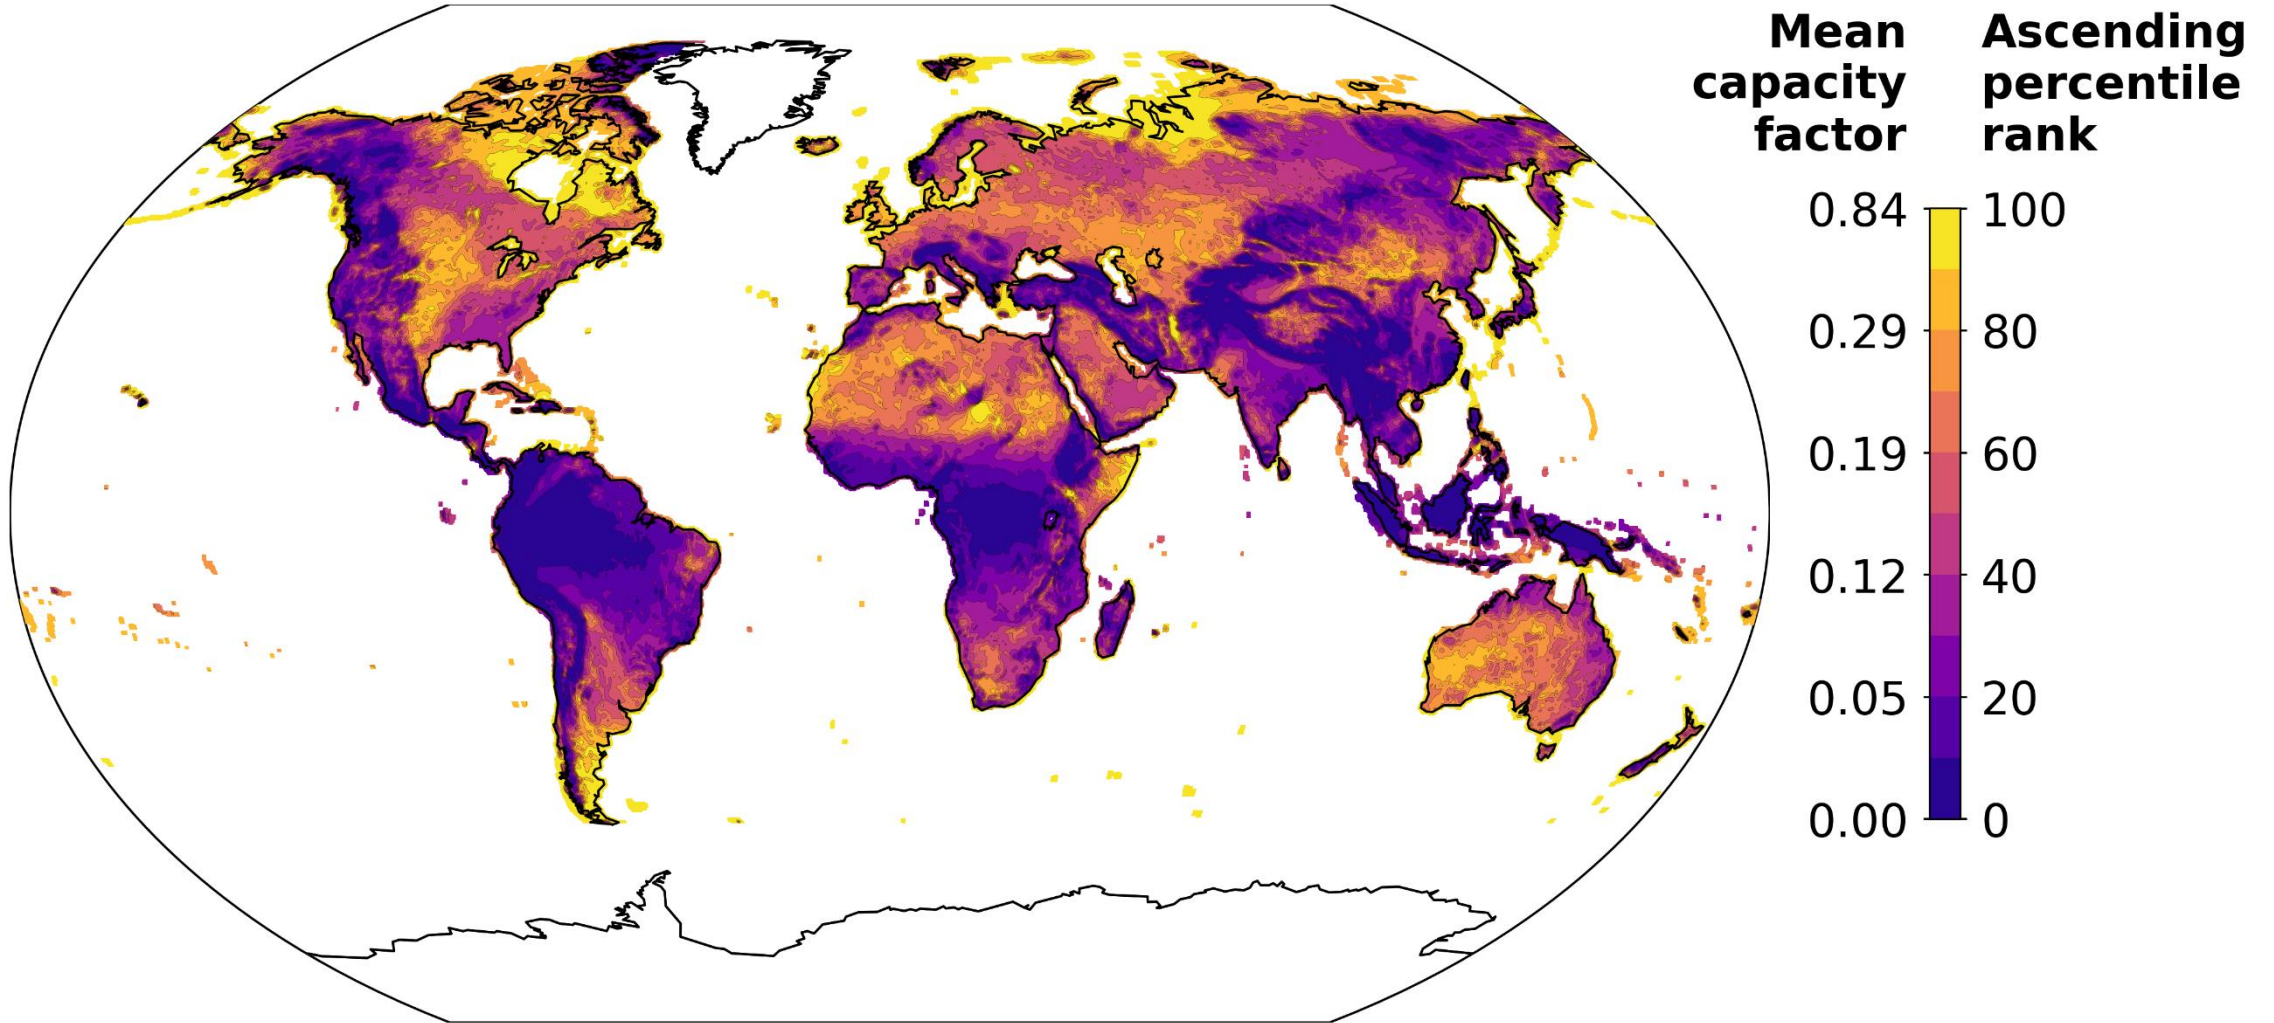 Mean
capacity
factor
Ascending
percentile
rank
0.84 100
0.29 80
0.19 60
0.12 40
0.05 20
0.00 0